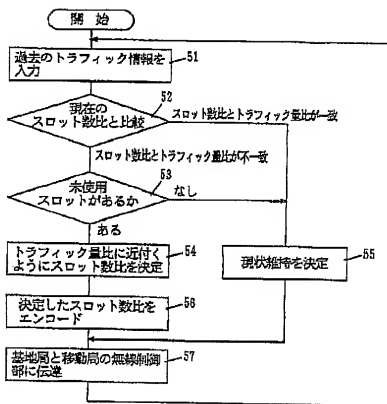 開始
過去のトラフィック情報を
入力
51
現在の
スロット数比と比較
52
スロット数比とトラフィック量比が一致
スロット数比とトラフィック量比が不一致
未使用
スロットがあるか
53
なし
ある
トラフィック量比に近付く
ようにスロット数比を決定
54
現状維持を決定
55
決定したスロット数比を
エンコード
56
基地局と移動局の無線制御
部に伝達
57